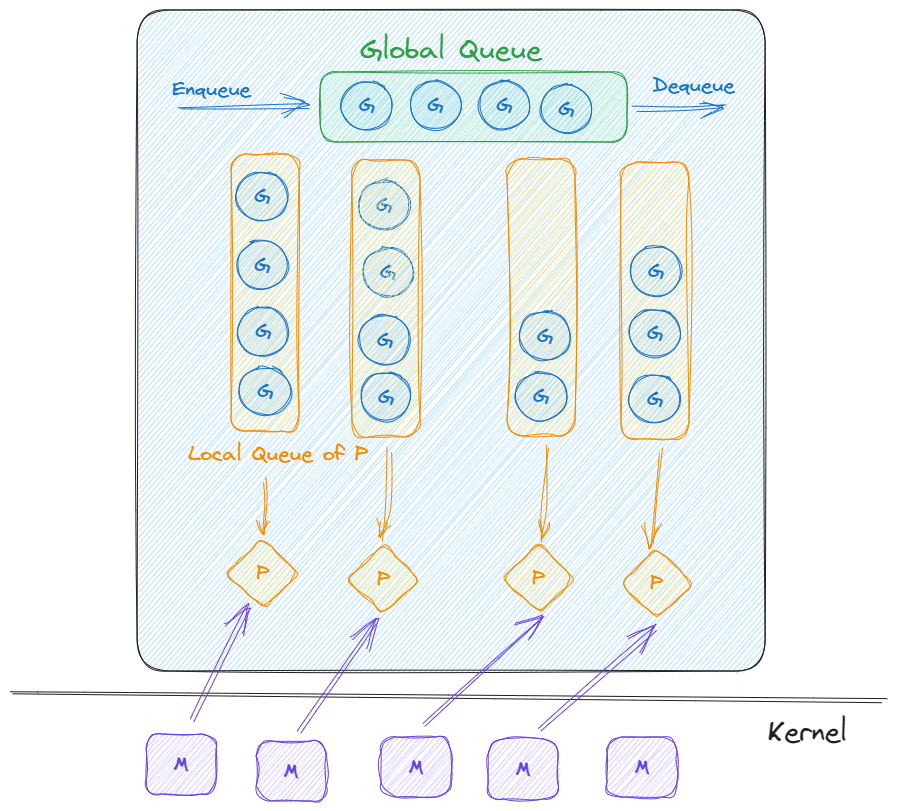 Global Queue
Enqueue
Dequeue
G G G G
G G
G G G
G G G G
G G G G
Local Queue of P
P P P P
Kernel
M M M M M